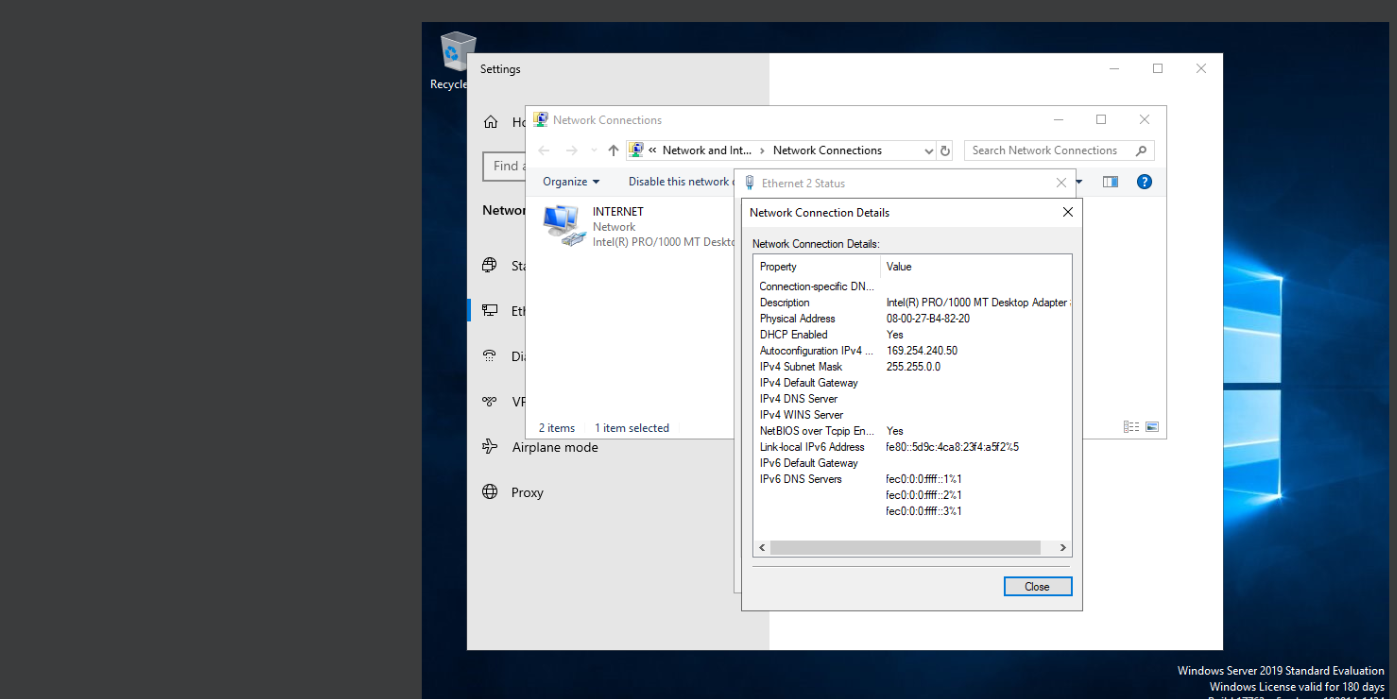 Recycle
Settings
Network Connections
Network and Int... › Network Connections
Search Network Connections
Find a
Organize
Disable this network
Ethernet 2 Status
Networ
INTERNET
Network
Intel(R) PRO/1000 MT Deskto
Network Connection Details
Network Connection Details:
Property Value
Connection-specific DN...
Description Intel(R) PRO/1000 MT Desktop Adapter
Physical Address 08-00-27-B4-82-20
DHCP Enabled Yes
Autoconfiguration IPv4 ... 169.254.240.50
IPv4 Subnet Mask 255.255.0.0
IPv4 Default Gateway
IPv4 DNS Server
IPv4 WINS Server
NetBIOS over Tcpip En... Yes
Link-local IPv6 Address fe80::5d9c:4ca8:23f4:a5f2%5
IPv6 Default Gateway
IPv6 DNS Servers fec0:0:0:ffff::1%1
fec0:0:0:ffff::2%1
fec0:0:0:ffff::3%1
Close
Ho
Sta
Eth
Di
VP
2 items 1 item selected
Airplane mode
Proxy
Windows Server 2019 Standard Evaluation
Windows License valid for 180 days